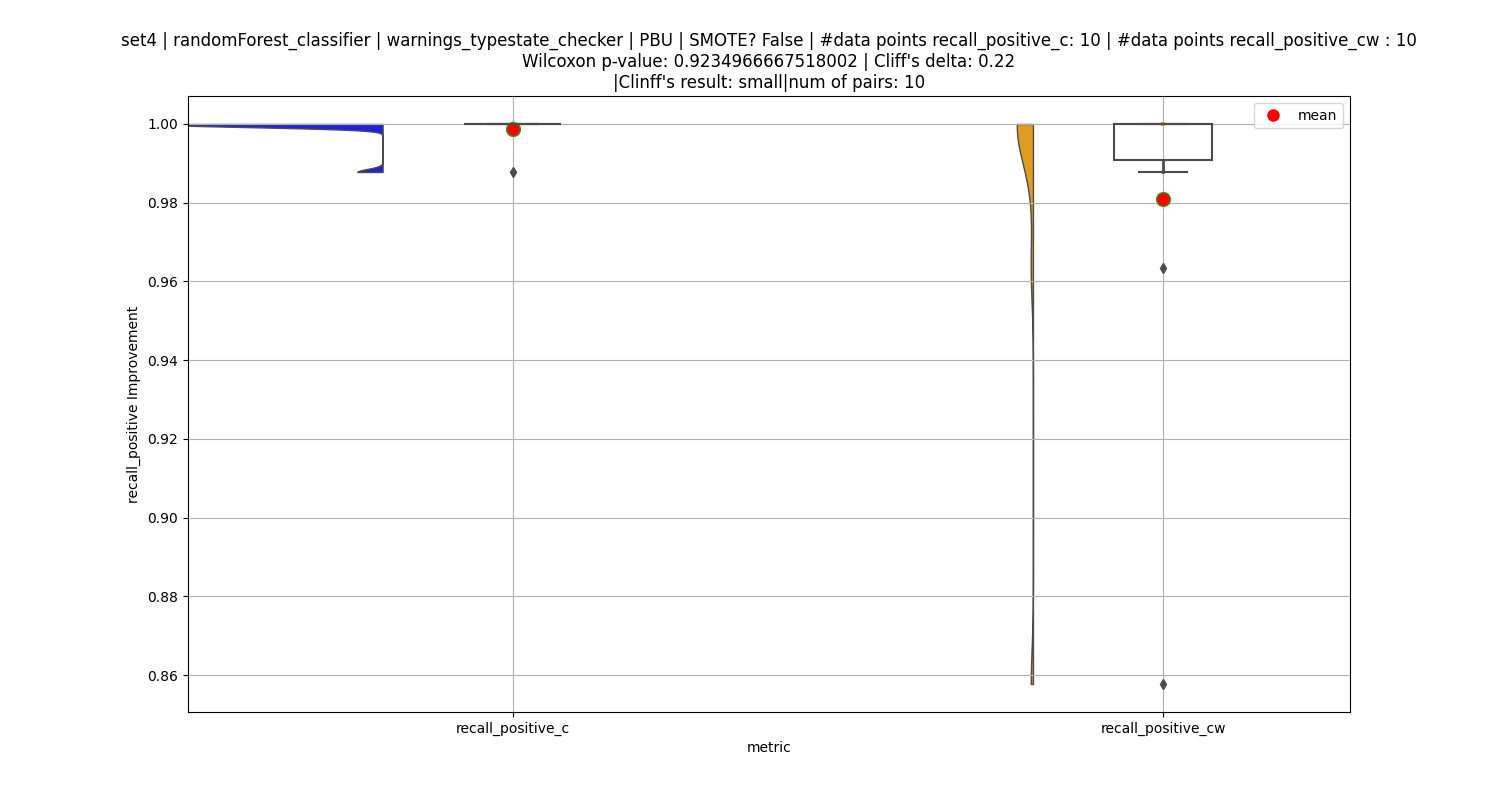 set4 | randomForest_classifier | warnings_typestate_checker | PBU | SMOTE? False | #data points recall_positive_c: 10 | #data points recall_positive_cw : 10
Wilcoxon p-value: 0.9234966667518002 | Cliff's delta: 0.22
|Clinff's result: small|num of pairs: 10
mean
1.00
0.98
0.96
0.94
0.92
0.90
0.88
0.86
recall_positive Improvement
recall_positive_c
recall_positive_cw
metric